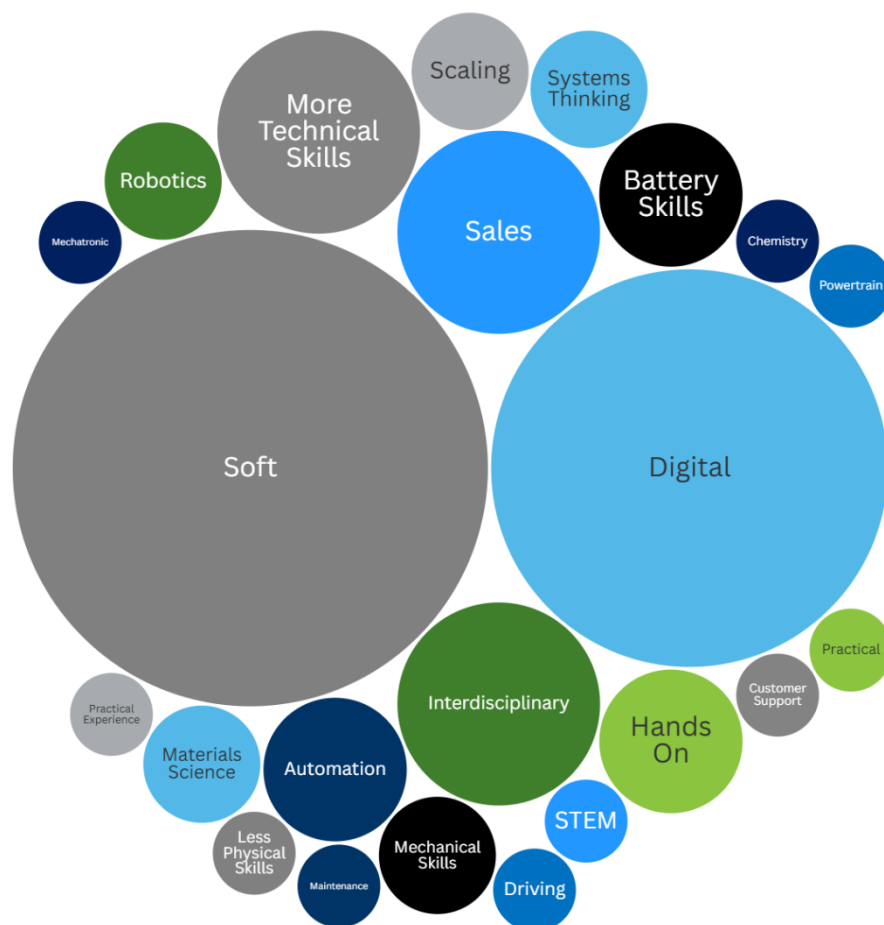 Scaling
Systems
Thinking
More
Technical
Skills
Robotics
Battery
Skills
Sales
Mechatronic
Chemistry
Powertrain
Soft
Digital
Practical
Customer
Support
Interdisciplinary
Practical
Experience
Hands
On
Materials
Science
Automation
STEM
Less
Physical
Skills
Mechanical
Skills
Maintenance
Driving